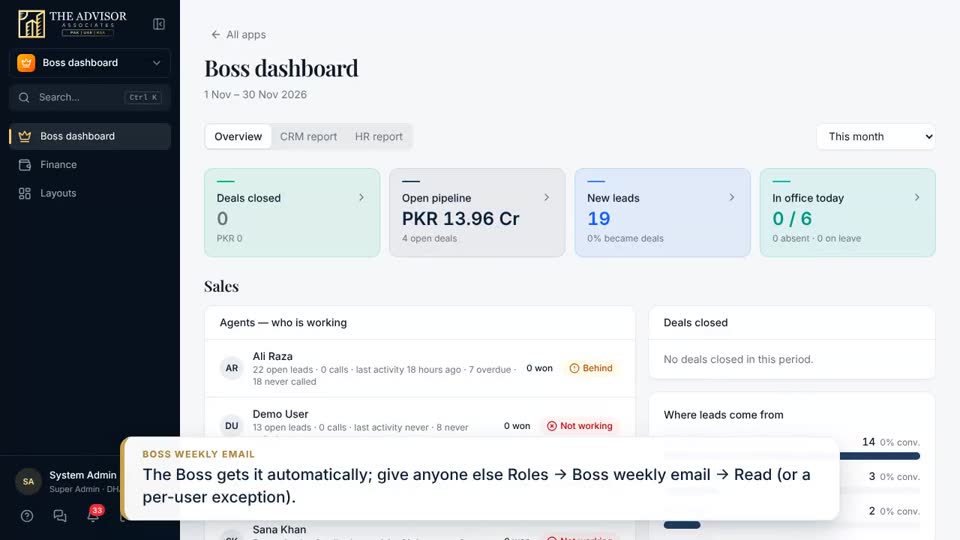 THE ADVISOR
ASSOCIATES
Boss dashboard
Search...
Ctrl K
Boss dashboard
Finance
Layouts
System Admin
Super Admin · DH
33
SA
← All apps
Boss dashboard
1 Nov – 30 Nov 2026
Overview
CRM report
HR report
This month
Deals closed
0
PKR 0
Open pipeline
PKR 13.96 Cr
4 open deals
New leads
19
0% became deals
In office today
0 / 6
0 absent · 0 on leave
Sales
Agents — who is working
AR
Ali Raza
22 open leads · 0 calls · last activity 18 hours ago · 7 overdue ·
18 never called
0 won
Behind
DU
Demo User
13 open leads · 0 calls · last activity never · 8 never
0 won
Not working
Sana Khan
Deals closed
No deals closed in this period.
Where leads come from
14 0% conv.
3 0% conv.
2 0% conv.
BOSS WEEKLY EMAIL
The Boss gets it automatically; give anyone else Roles → Boss weekly email → Read (or a
per-user exception).